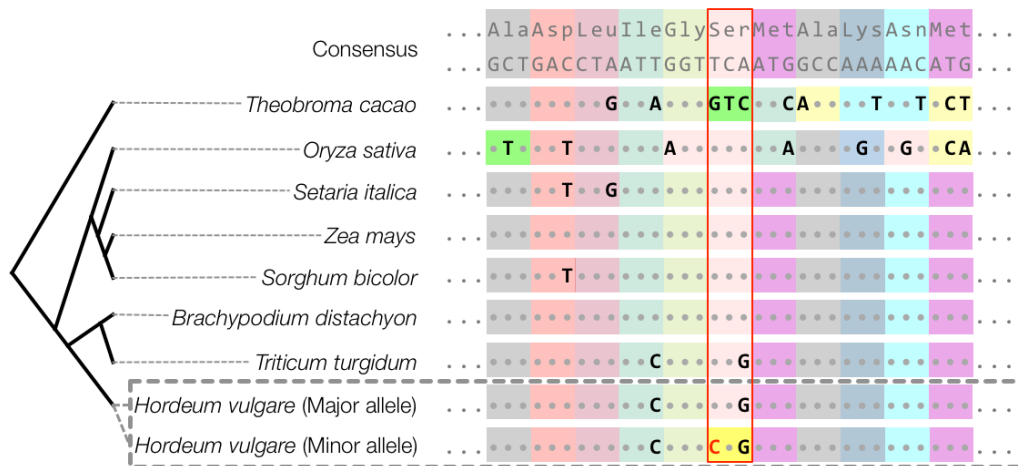 Consensus
... AlaAspLeuIleGlySerMetAlaLysAsnMet ...
... GCTGACCTAATTGGTTCAATGGCCAAAAACATG ...
Theobroma cacao ... ••••••••G••A•••GTC••CA••••T••T•CT ...
Oryza sativa ... •T•••T••••••A•••••••A••••G••G••CA ...
Setaria italica ... •••••T••G•••••••••••••••••••••••• ...
Zea mays ... ••••••••••••••••••••••••••••••••• ...
Sorghum bicolor ... •••••T••••••••••••••••••••••••••• ...
Brachypodium distachyon ... ••••••••••••••••••••••••••••••••• ...
Triticum turgidum ... •••••••••••C•••••G••••••••••••••• ...
Hordeum vulgare (Major allele) ... •••••••••••C•••••G••••••••••••••• ...
Hordeum vulgare (Minor allele) ... •••••••••••C•••C•G••••••••••••••• ...